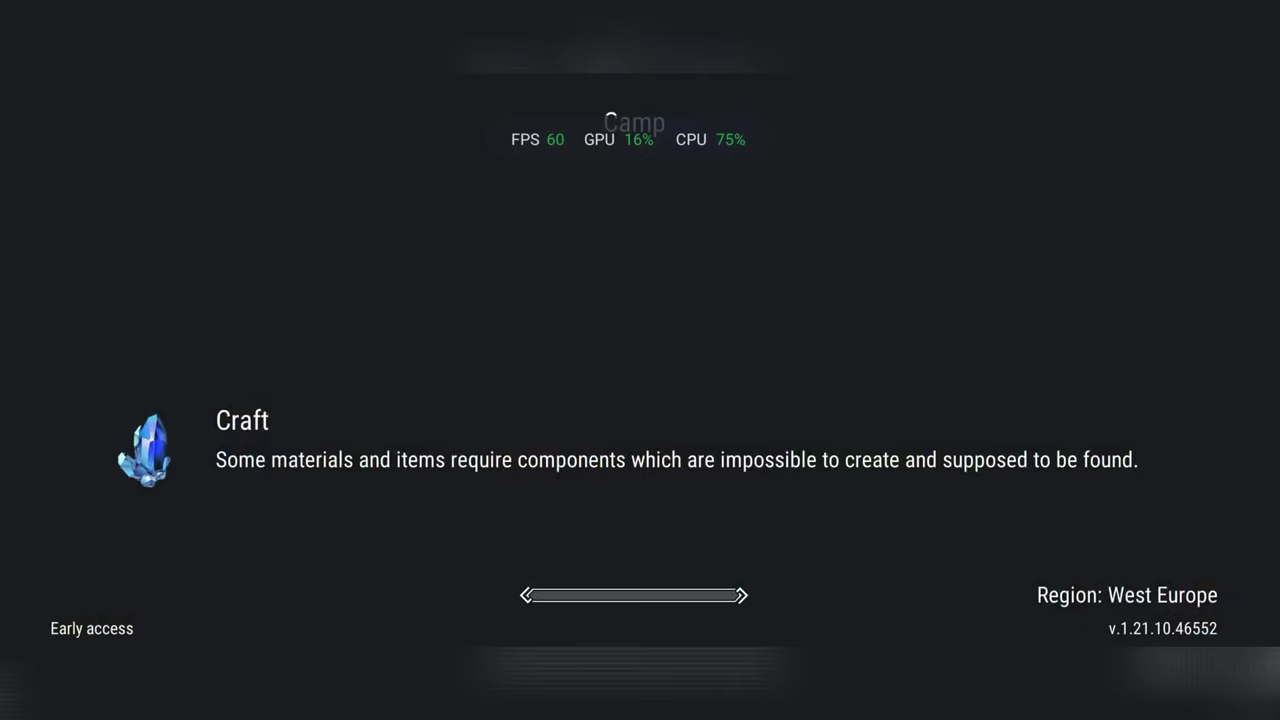 Camp
FPS 60 GPU 16% CPU 75%
Craft
Some materials and items require components which are impossible to create and supposed to be found.
Region: West Europe
Early access
v.1.21.10.46552